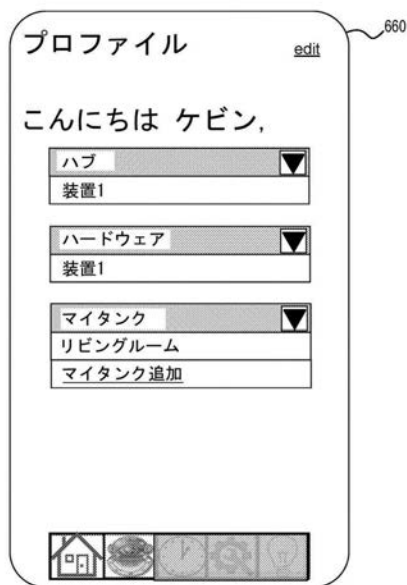 660
プロファイル
edit
こんにちは ケビン,
ハブ
装置1
ハードウェア
装置1
マイタンク
リビングルーム
マイタンク追加